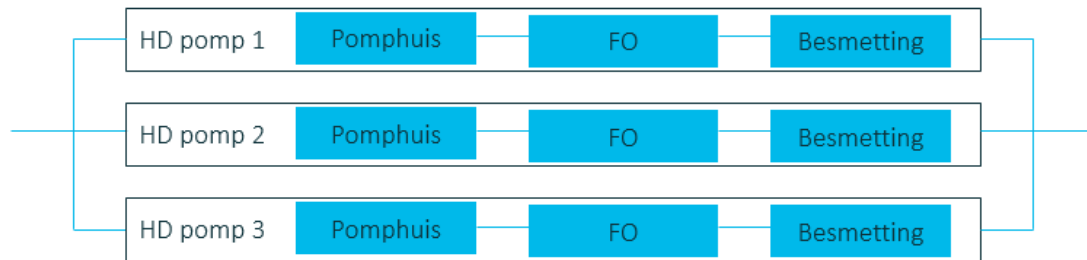 HD pomp 1 Pomphuis FO Besmetting
HD pomp 2 Pomphuis FO Besmetting
HD pomp 3 Pomphuis FO Besmetting